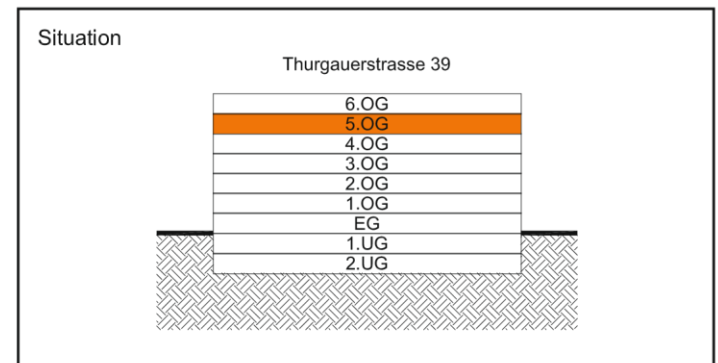 Situation
Thurgauerstrasse 39
6.OG
5.OG
4.OG
3.OG
2.OG
1.OG
EG
1.UG
2.UG